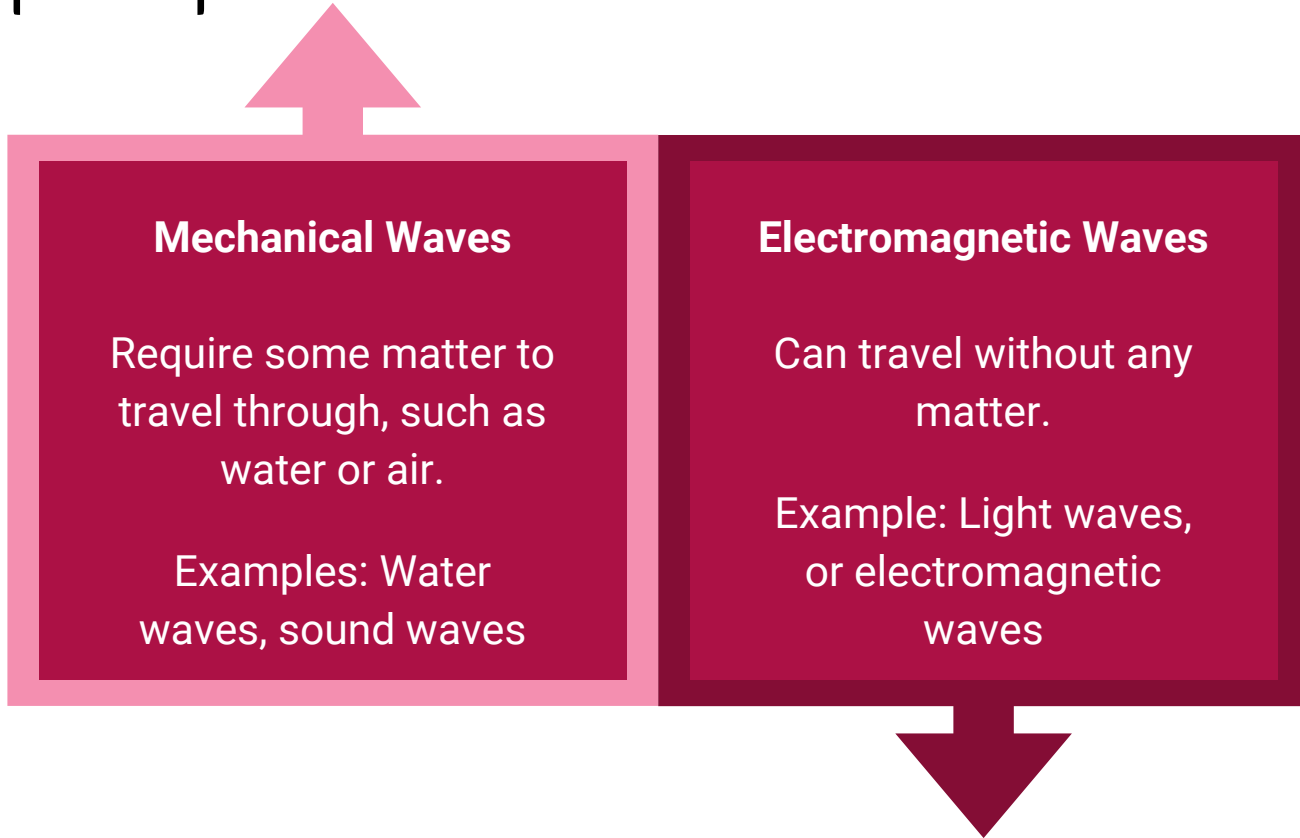 Mechanical Waves
Require some matter to
travel through, such as
water or air.
Examples: Water
waves, sound waves
Electromagnetic Waves
Can travel without any
matter.
Example: Light waves,
or electromagnetic
waves